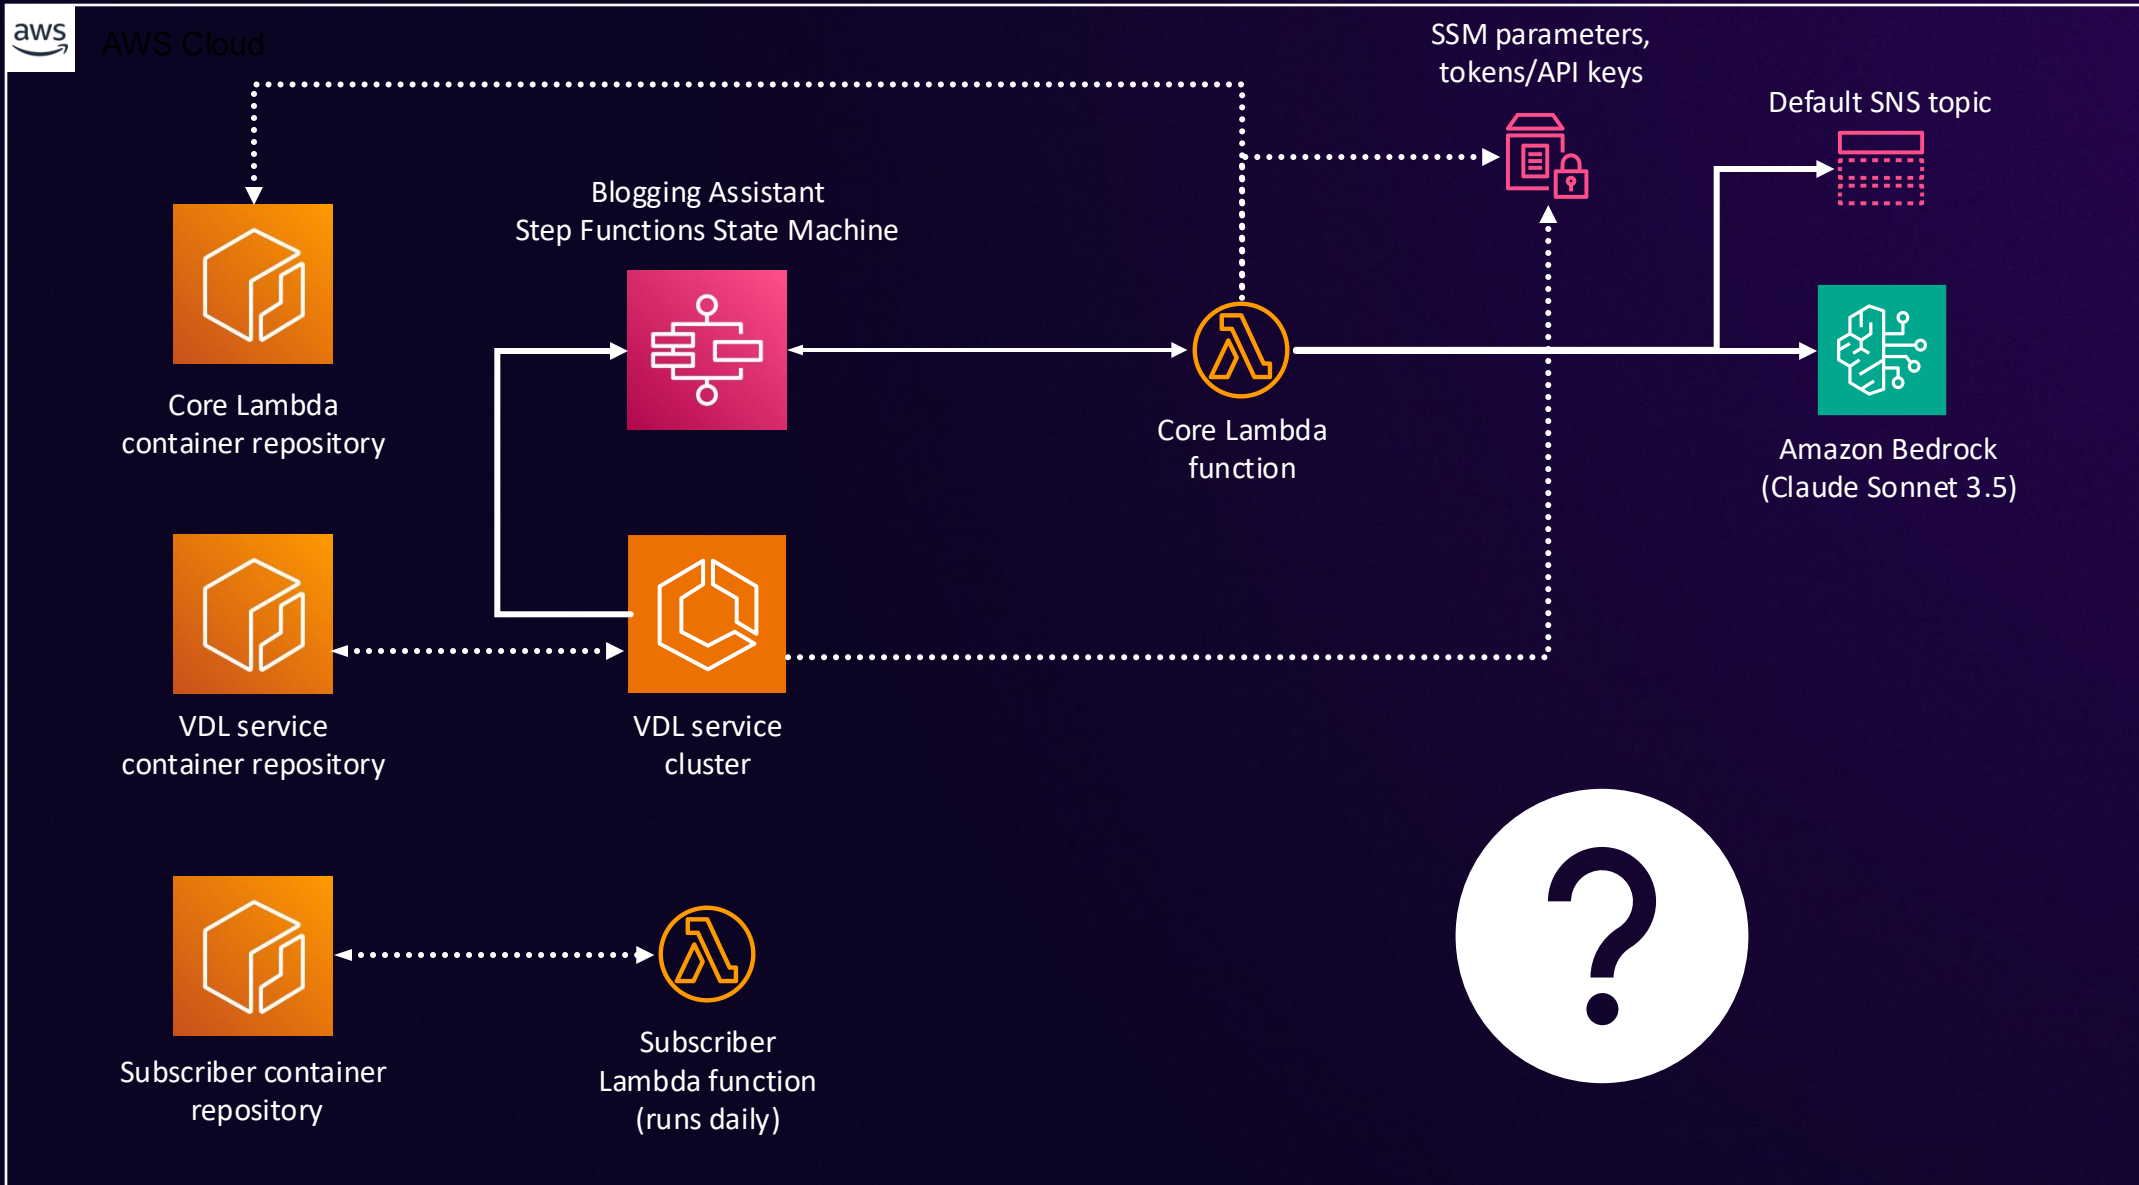 aws
AWS Cloud
SSM parameters,
tokens/API keys
Default SNS topic
Blogging Assistant
Step Functions State Machine
Core Lambda
container repository
Core Lambda
function
Amazon Bedrock
(Claude Sonnet 3.5)
VDL service
container repository
VDL service
cluster
?
Subscriber container
repository
Subscriber
Lambda function
(runs daily)